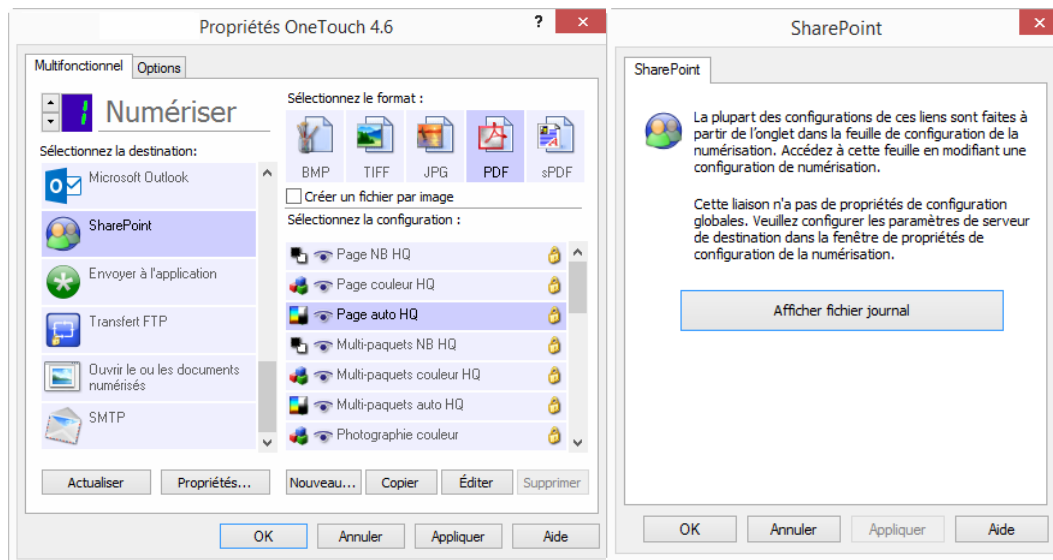 Propriétés OneTouch 4.6
?
×
Multifonctionnel
Options
1
Numériser
Sélectionnez la destination:
Microsoft Outlook
SharePoint
Envoyer à l'application
Transfert FTP
Ouvrir le ou les documents
numérisés
SMTP
Actualiser
Propriétés...
Sélectionnez le format :
BMP
TIFF
JPG
PDF
sPDF
Créer un fichier par image
Sélectionnez la configuration :
Page NB HQ
Page couleur HQ
Page auto HQ
Multi-paquets NB HQ
Multi-paquets couleur HQ
Multi-paquets auto HQ
Photographie couleur
Nouveau...
Copier
Éditer
Supprimer
OK
Annuler
Appliquer
Aide
SharePoint
×
SharePoint
La plupart des configurations de ces liens sont faites à
partir de l'onglet dans la feuille de configuration de la
numérisation. Accédez à cette feuille en modifiant une
configuration de numérisation.
Cette liaison n'a pas de propriétés de configuration
globales. Veuillez configurer les paramètres de serveur
de destination dans la fenêtre de propriétés de
configuration de la numérisation.
Afficher fichier journal
OK
Annuler
Appliquer
Aide